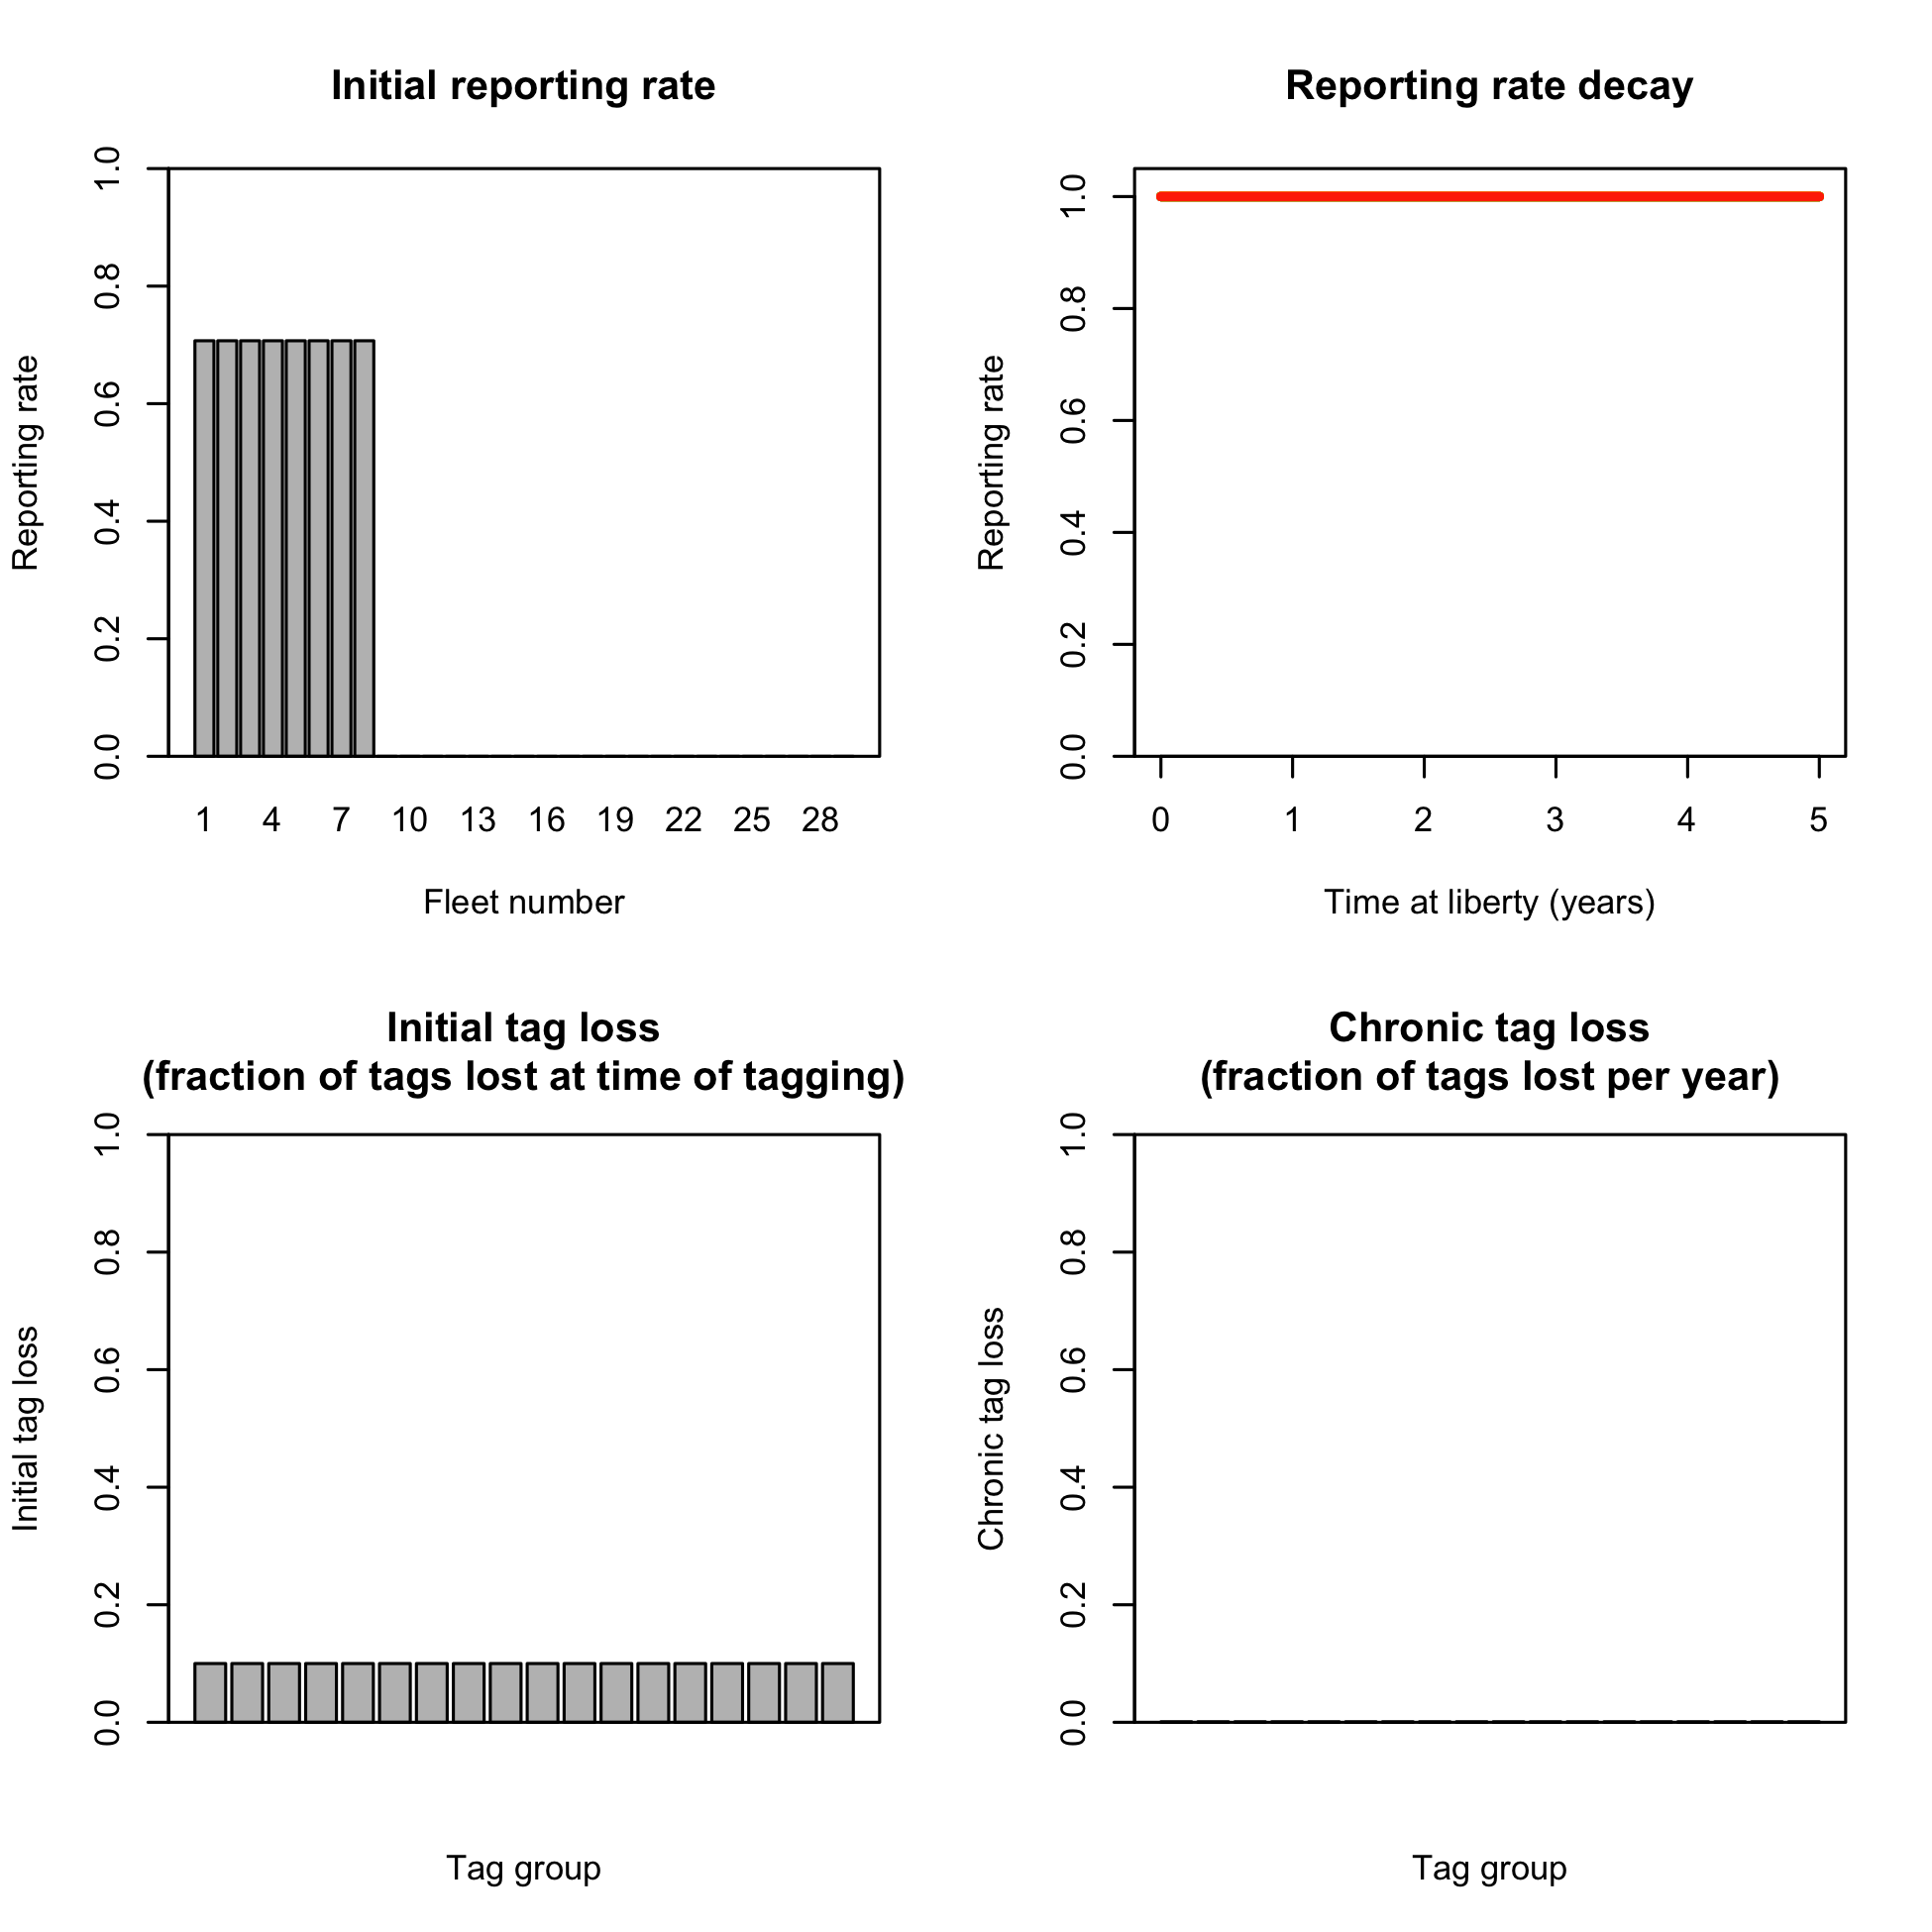 Initial reporting rate
Reporting rate
0.0 0.2 0.4 0.6 0.8 1.0
1 4 7 10 13 16 19 22 25 28
Fleet number
Reporting rate decay
Reporting rate
0.0 0.2 0.4 0.6 0.8 1.0
0 1 2 3 4 5
Time at liberty (years)
Initial tag loss
(fraction of tags lost at time of tagging)
Initial tag loss
0.0 0.2 0.4 0.6 0.8 1.0
Tag group
Chronic tag loss
(fraction of tags lost per year)
Chronic tag loss
0.0 0.2 0.4 0.6 0.8 1.0
Tag group